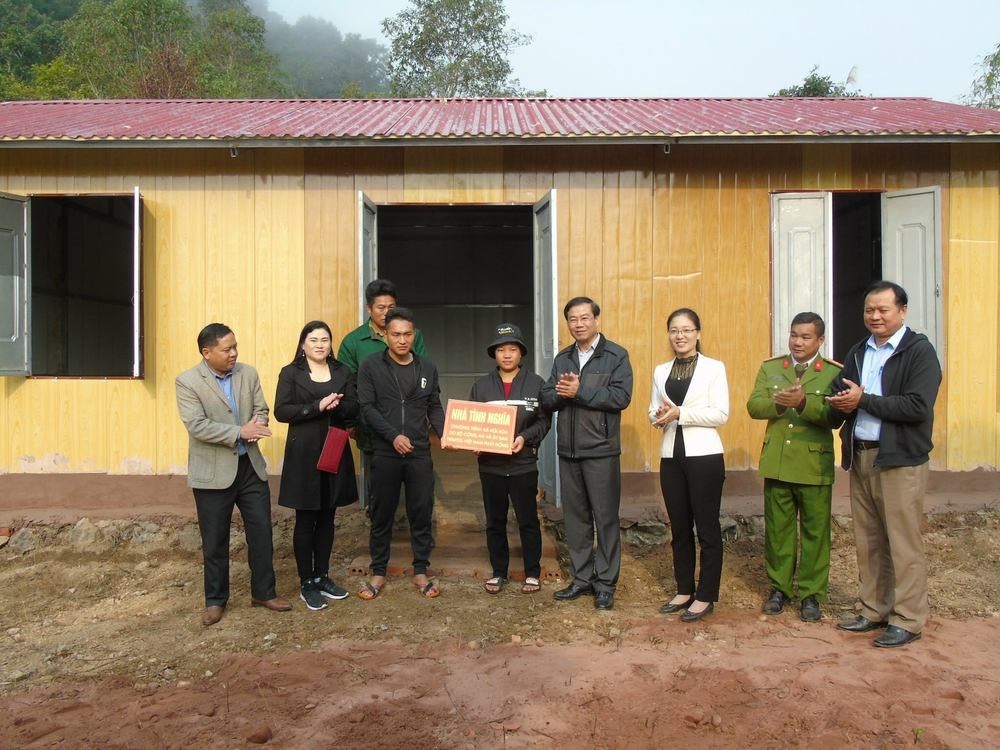 NHÀ TÌNH NGHĨA
CHƯƠNG TRÌNH XÃ HỘI HÓA
DO BỘ CÔNG AN VÀ ỦY BAN
TWMTTQ VIỆT NAM PHÁT ĐỘNG